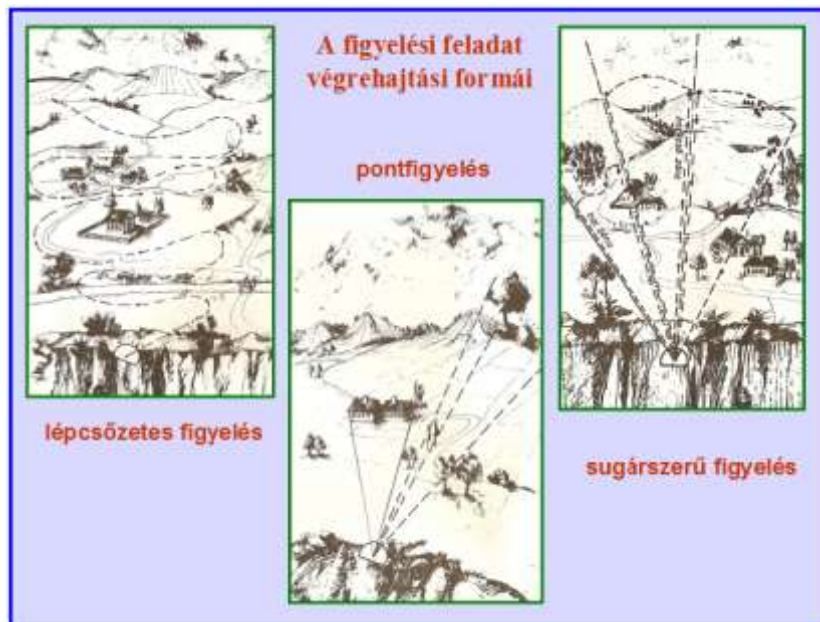 A figyelési feladat
végrehajtási formái
pontfigyelés
lépcsőzetes figyelés
sugárszerű figyelés